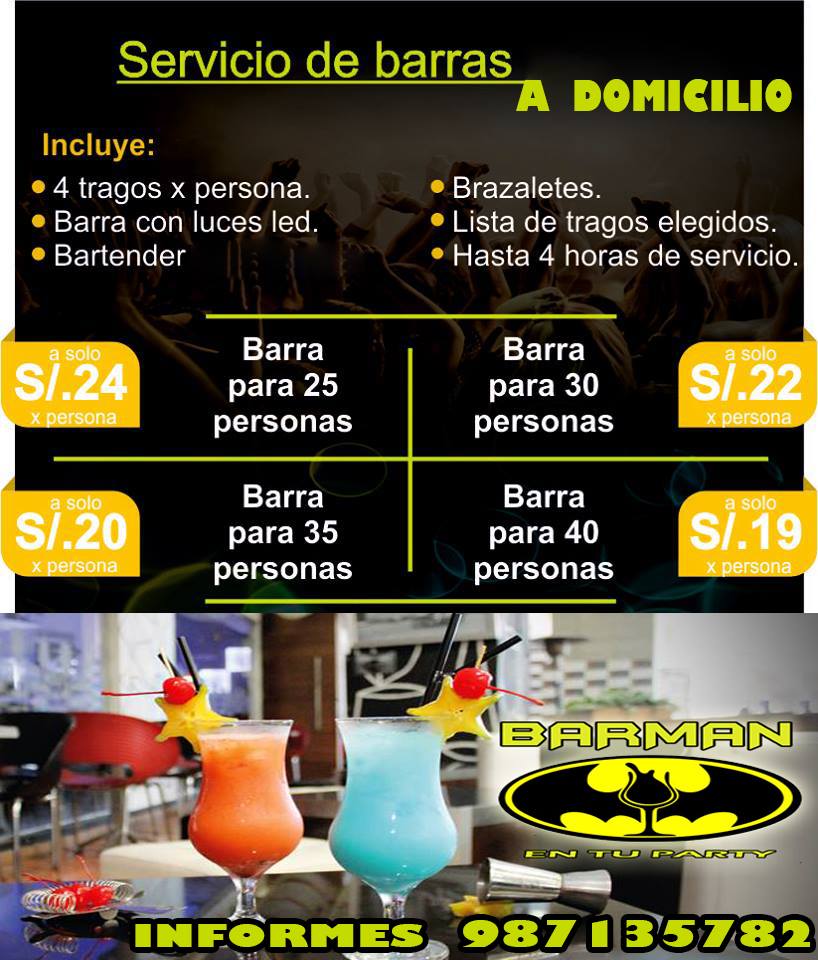 Servicio de barras
A DOMICILIO
Incluye:
4 tragos x persona.
Barra con luces led.
Bartender
Brazaletes.
Lista de tragos elegidos.
Hasta 4 horas de servicio.
a solo
S/.24
x persona
Barra
para 25
personas
Barra
para 30
personas
a solo
S/.22
x persona
a solo
S/.20
x persona
Barra
para 35
personas
Barra
para 40
personas
a solo
S/.19
x persona
BARMAN
EN TU PARTY
INFORMES 987135782